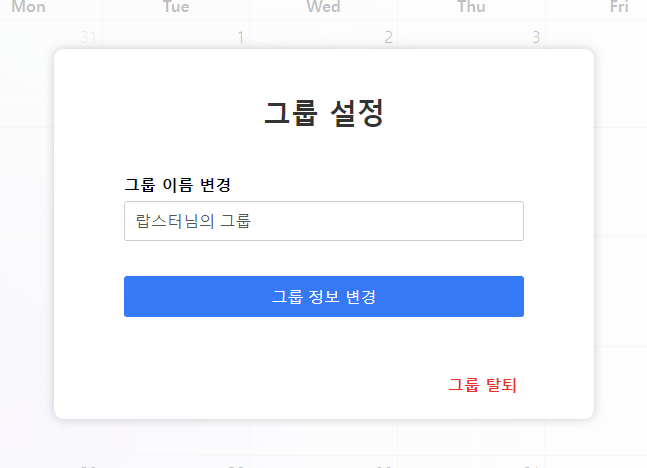 Mon Tue Wed Thu Fri
31 1 2 3
그룹 설정
그룹 이름 변경
랍스터님의 그룹
그룹 정보 변경
그룹 탈퇴